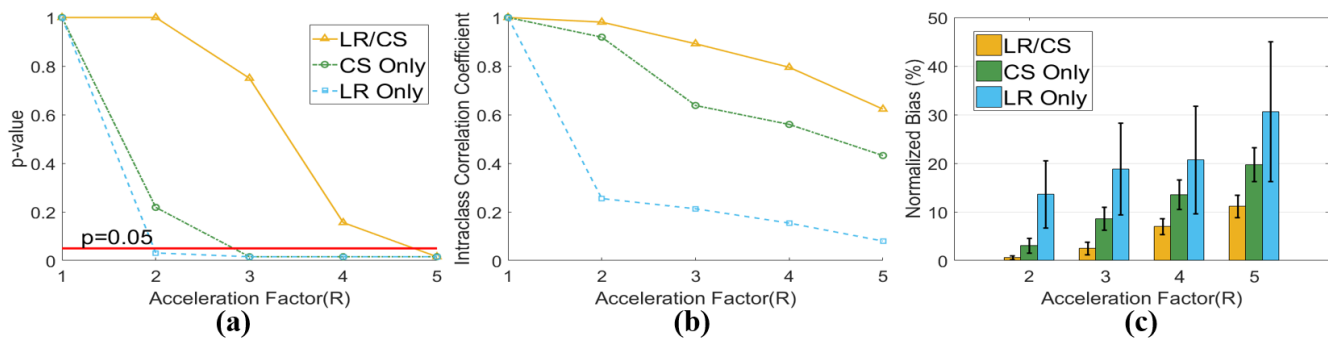 1
0.8
0.6
0.4
0.2
0
p-value
LR/CS
CS Only
LR Only
p=0.05
1 2 3 4 5
Acceleration Factor(R)
(a)
1
0.8
0.6
0.4
0.2
0
Intraclass Correlation Coefficient
1 2 3 4 5
Acceleration Factor(R)
(b)
50
40
30
20
10
0
Normalized Bias (%)
LR/CS
CS Only
LR Only
2 3 4 5
Acceleration Factor(R)
(c)